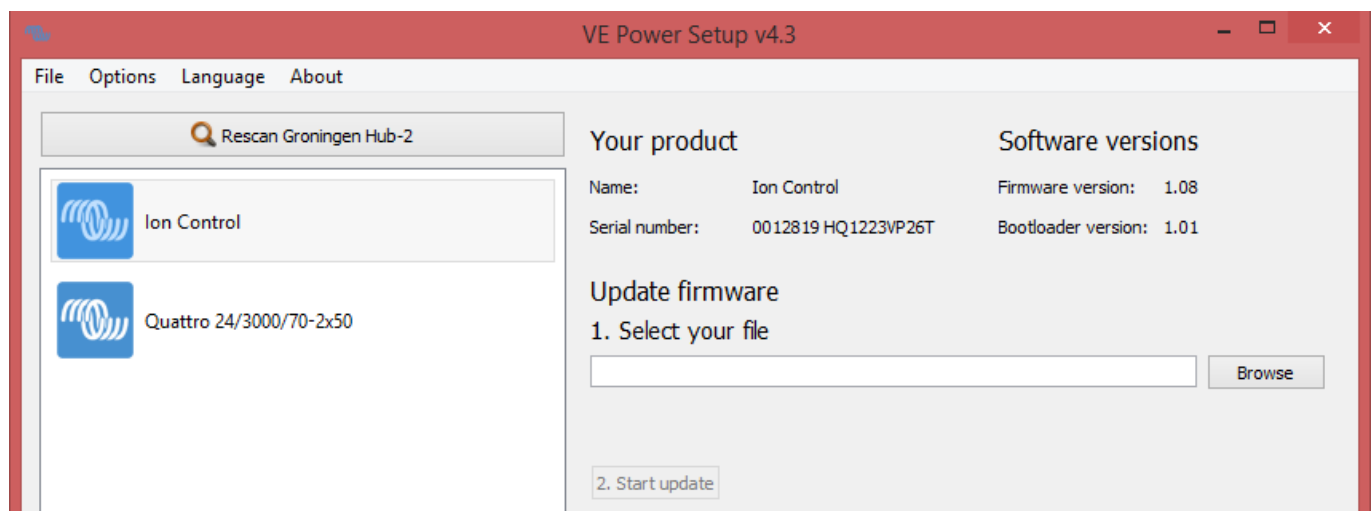 VE Power Setup v4.3
File Options Language About
Rescan Groningen Hub-2
Ion Control
Quattro 24/3000/70-2x50
Your product
Name: Ion Control
Serial number: 0012819 HQ1223VP26T
Software versions
Firmware version: 1.08
Bootloader version: 1.01
Update firmware
1. Select your file
Browse
2. Start update